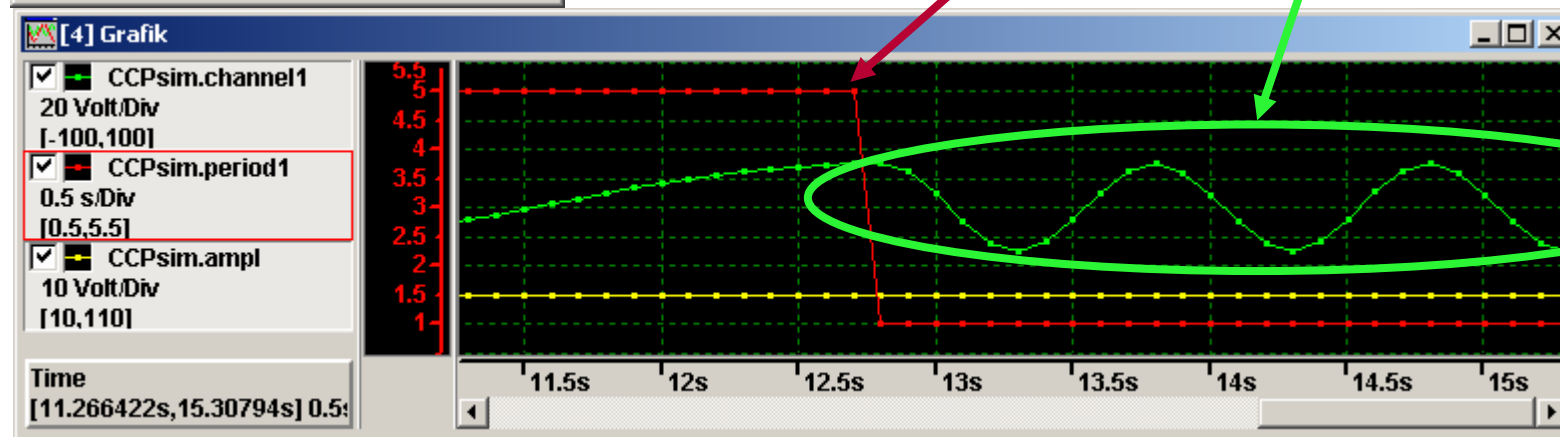 [4] Grafik
CCPsim.channel1
20 Volt/Div
[-100,100]
CCPsim.period1
0.5 s/Div
[0.5,5.5]
CCPsim.ampl
10 Volt/Div
[10,110]
5.5
5
4.5
4
3.5
3
2.5
2
1.5
1
Time
[11.266422s,15.30794s] 0.5s
11.5s
12s
12.5s
13s
13.5s
14s
14.5s
15s